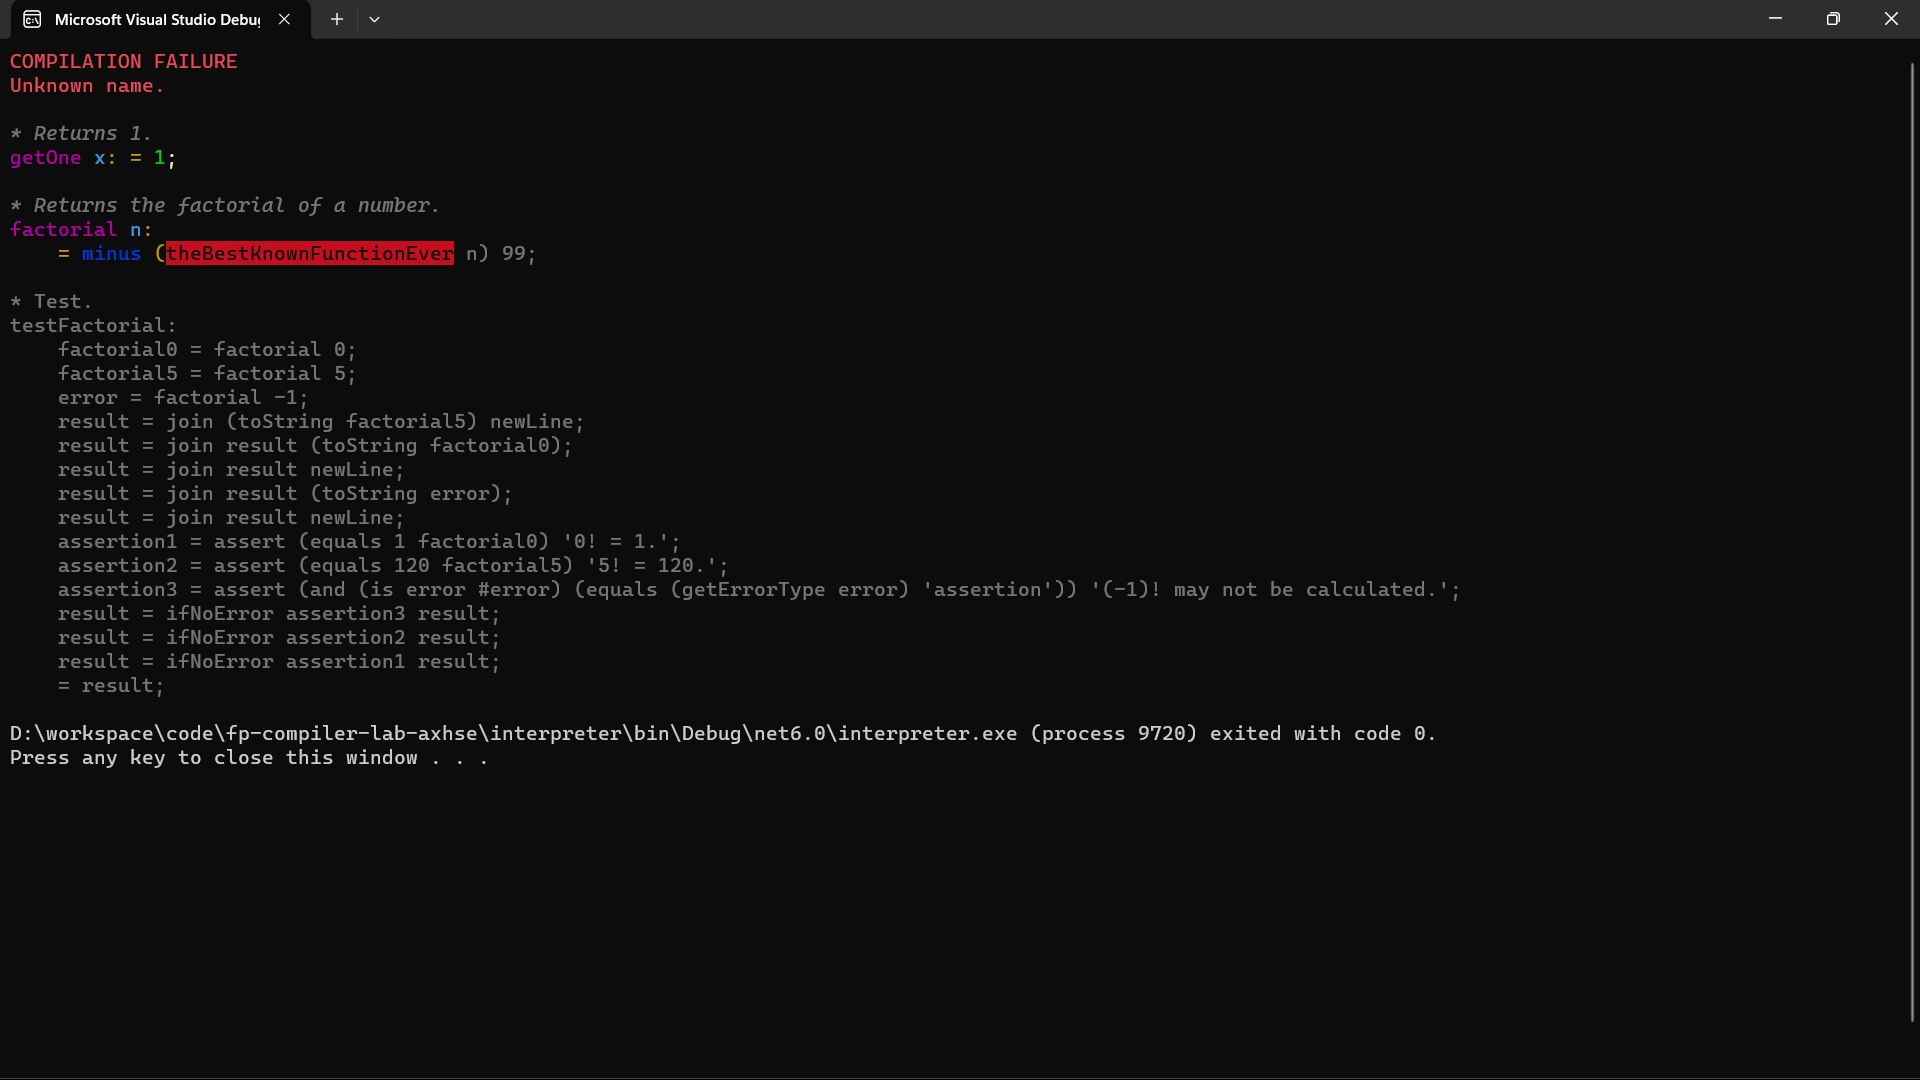 Microsoft Visual Studio Debug
COMPILATION FAILURE
Unknown name.
* Returns 1.
getOne x: = 1;
* Returns the factorial of a number.
factorial n:
    = minus (theBestKnownFunctionEver n) 99;
* Test.
testFactorial:
    factorial0 = factorial 0;
    factorial5 = factorial 5;
    error = factorial -1;
    result = join (toString factorial5) newLine;
    result = join result (toString factorial0);
    result = join result newLine;
    result = join result (toString error);
    result = join result newLine;
    assertion1 = assert (equals 1 factorial0) '0! = 1.';
    assertion2 = assert (equals 120 factorial5) '5! = 120.';
    assertion3 = assert (and (is error #error) (equals (getErrorType error) 'assertion')) '(-1)! may not be calculated.';
    result = ifNoError assertion3 result;
    result = ifNoError assertion2 result;
    result = ifNoError assertion1 result;
    = result;
D:\workspace\code\fp-compiler-lab-axhse\interpreter\bin\Debug\net6.0\interpreter.exe (process 9720) exited with code 0.
Press any key to close this window . . .